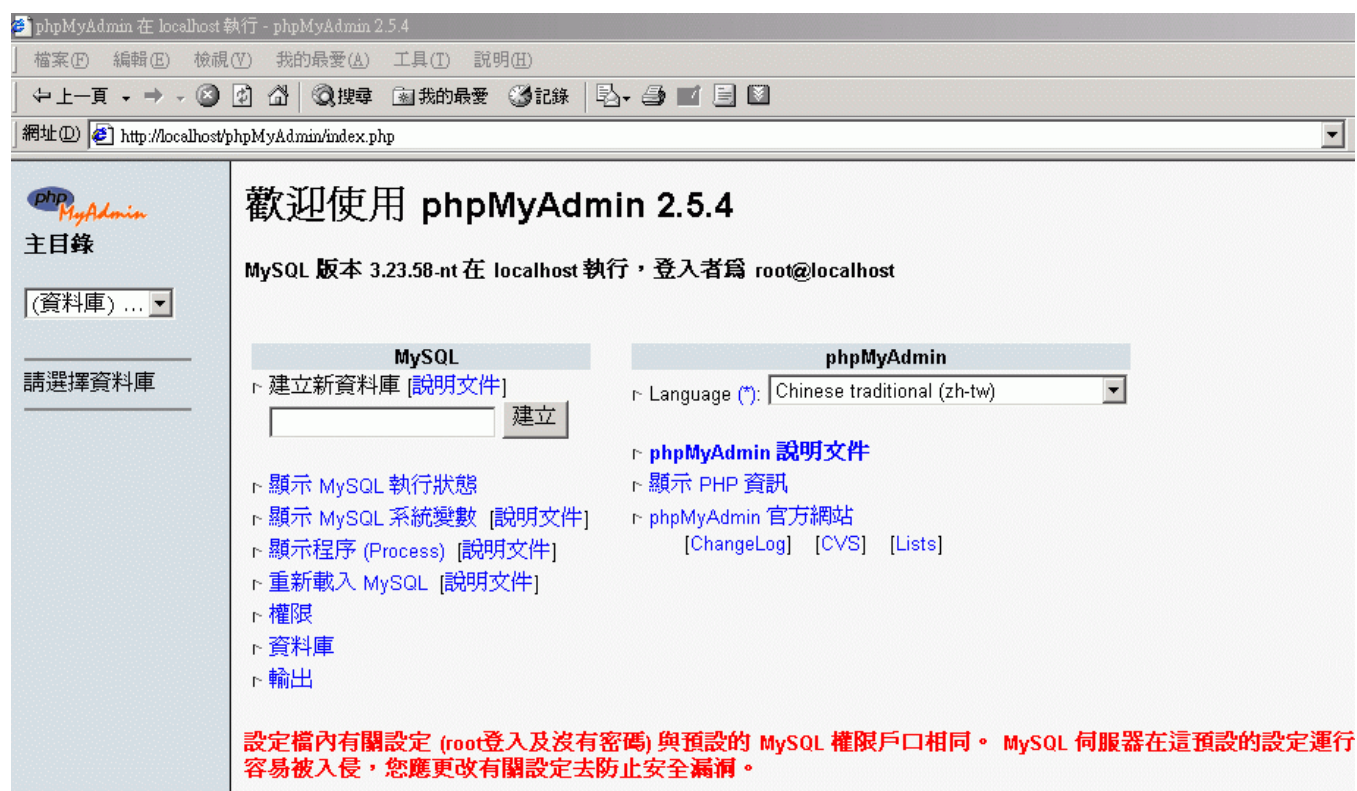 phpMyAdmin 在 localhost 執行 - phpMyAdmin 2.5.4
檔案(F) 編輯(E) 檢視(V) 我的最愛(A) 工具(T) 說明(H)
上一頁 搜尋 我的最愛 記錄
網址(D) http://localhost/phpMyAdmin/index.php
php MyAdmin
主目錄
(資料庫) ...
請選擇資料庫
歡迎使用 phpMyAdmin 2.5.4
MySQL 版本 3.23.58-nt 在 localhost 執行，登入者爲 root@localhost
MySQL
建立新資料庫 [說明文件]
建立
顯示 MySQL 執行狀態
顯示 MySQL 系統變數 [說明文件]
顯示程序 (Process) [說明文件]
重新載入 MySQL [說明文件]
權限
資料庫
輸出
phpMyAdmin
Language (*): Chinese traditional (zh-tw)
phpMyAdmin 說明文件
顯示 PHP 資訊
phpMyAdmin 官方網站
[ChangeLog] [CVS] [Lists]
設定檔內有關設定 (root登入及沒有密碼) 與預設的 MySQL 權限戶口相同。 MySQL 伺服器在這預設的設定運行
容易被入侵，您應更改有關設定去防止安全漏洞。